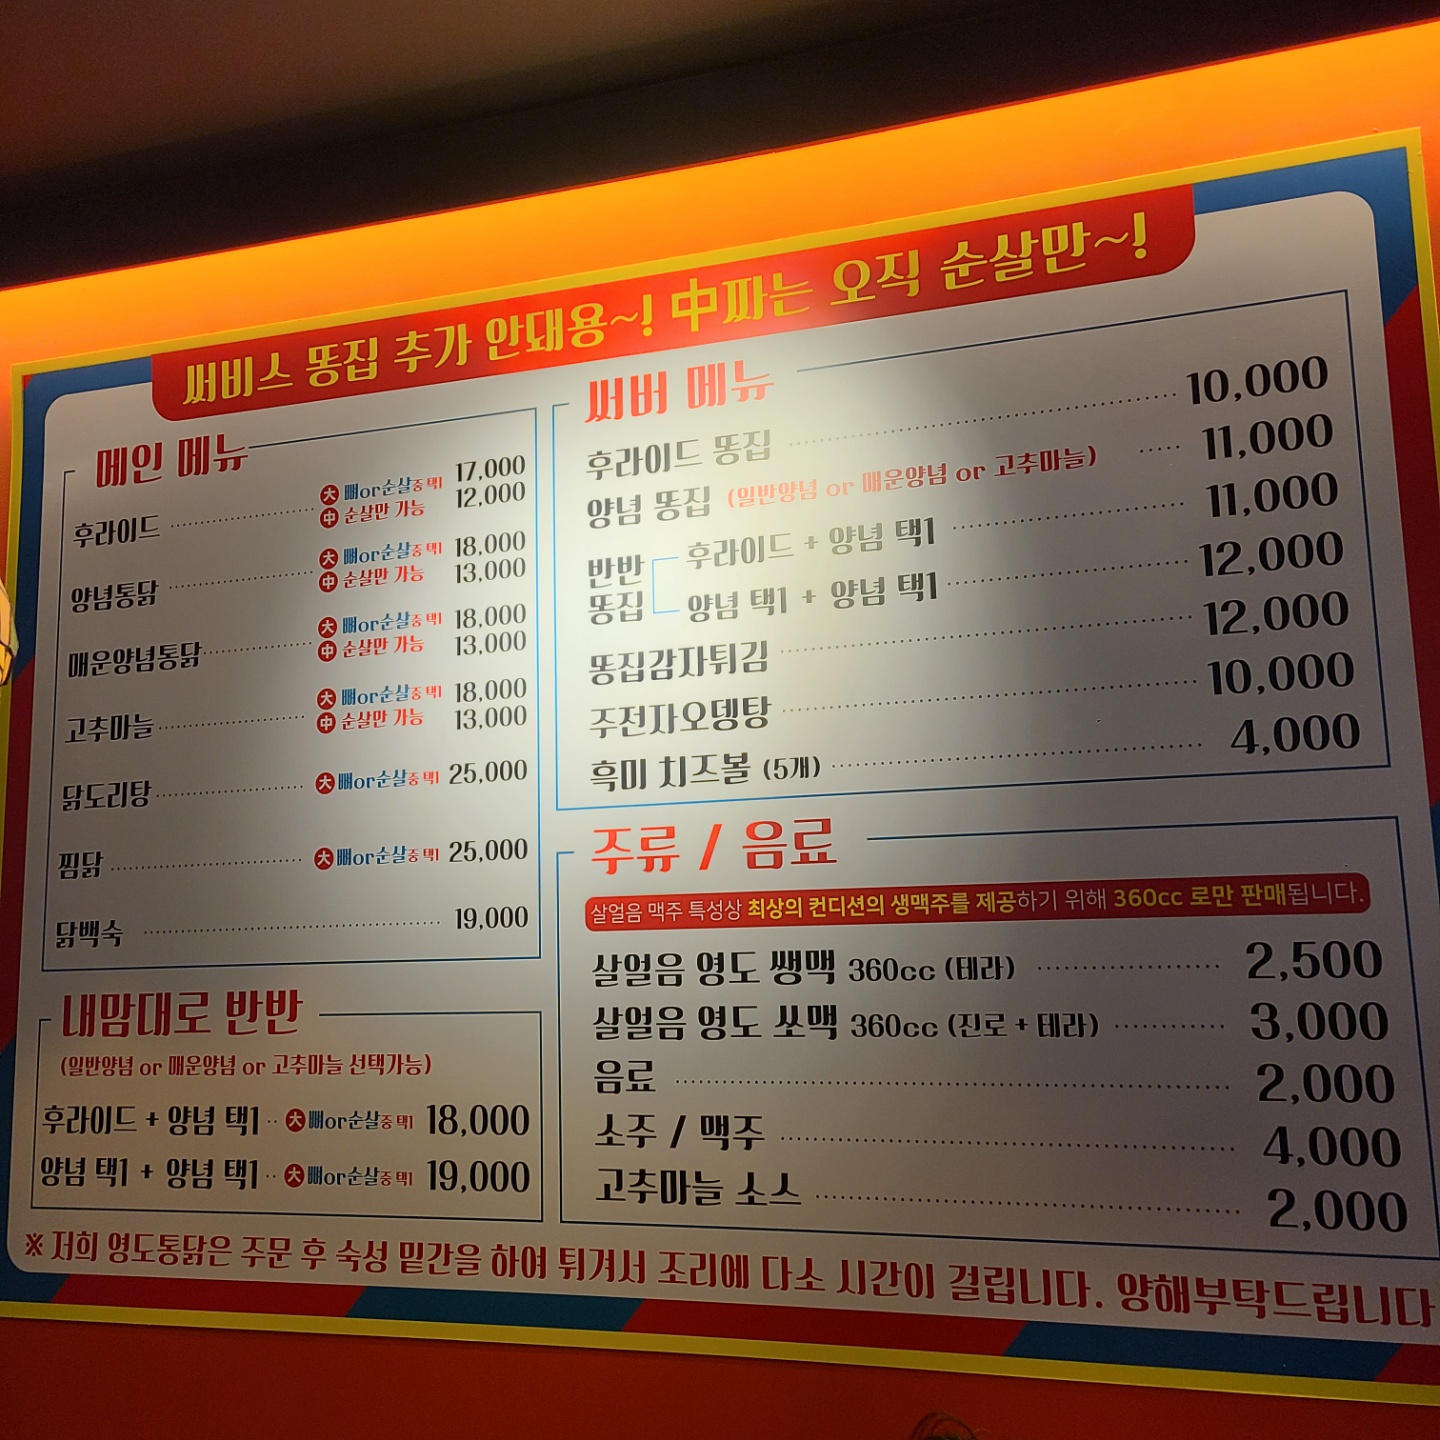 써비스 똥집 추가 안돼용~! 中짜는 오직 순살만~!
메인 메뉴
후라이드 大 뼈or순살중 택1 17,000
中 순살만 가능 12,000
양념통닭 大 뼈or순살중 택1 18,000
中 순살만 가능 13,000
매운양념통닭 大 뼈or순살중 택1 18,000
中 순살만 가능 13,000
고추마늘 大 뼈or순살중 택1 18,000
中 순살만 가능 13,000
닭도리탕 大 뼈or순살중 택1 25,000
찜닭 大 뼈or순살중 택1 25,000
닭백숙 19,000
내맘대로 반반
(일반양념 or 매운양념 or 고추마늘 선택가능)
후라이드 + 양념 택1 大 뼈or순살중 택1 18,000
양념 택1 + 양념 택1 大 뼈or순살중 택1 19,000
써버 메뉴
후라이드 똥집 10,000
양념 똥집 (일반양념 or 매운양념 or 고추마늘) 11,000
반반 똥집 후라이드 + 양념 택1 11,000
양념 택1 + 양념 택1 12,000
똥집감자튀김 12,000
주전자오뎅탕 10,000
흑미 치즈볼 (5개) 4,000
주류 / 음료
살얼음 맥주 특성상 최상의 컨디션의 생맥주를 제공하기 위해 360cc 로만 판매됩니다.
살얼음 영도 쌩맥 360cc (테라) 2,500
살얼음 영도 쏘맥 360cc (진로 + 테라) 3,000
음료 2,000
소주 / 맥주 4,000
고추마늘 소스 2,000
※ 저희 영도통닭은 주문 후 숙성 밑간을 하여 튀겨서 조리에 다소 시간이 걸립니다. 양해부탁드립니다